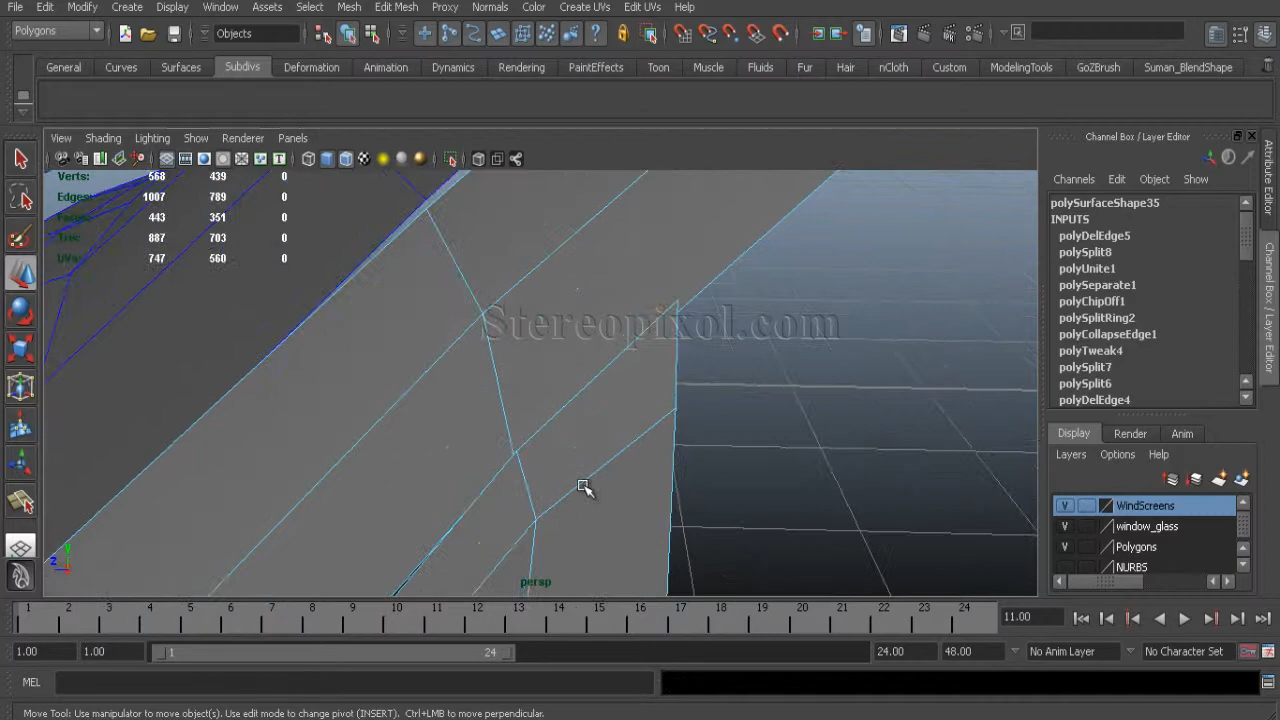 File Edit Modify Create Display Window Assets Select Mesh Edit Mesh Proxy Normals Color Create UVs Edit UVs Help
Polygons Objects
General Curves Surfaces Subdivs Deformation Animation Dynamics Rendering PaintEffects Toon Muscle Fluids Fur Hair nCloth Custom ModelingTools GoZBrush Suman_BlendShape
View Shading Lighting Show Renderer Panels
Channel Box / Layer Editor
Channels Edit Object Show
Verts: 568 439 0
Edges: 1007 789 0
Faces: 443 351 0
Tris: 887 703 0
UVs: 747 560 0
Stereopixol.com
persp
polySurfaceShape35
INPUTS
polyDelEdge5
polySplit8
polyUnite1
polySeparate1
polyChipOff1
polySplitRing2
polyCollapseEdge1
polyTweak4
polySplit7
polySplit6
polyDelEdge4
Display Render Anim
Layers Options Help
V WindScreens
V window_glass
V Polygons
NURBS
Attribute Editor
Channel Box / Layer Editor
1 2 3 4 5 6 7 8 9 10 11 12 13 14 15 16 17 18 19 20 21 22 23 24 11.00
1.00 1.00 1 24 24.00 48.00 No Anim Layer No Character Set
MEL
Move Tool: Use manipulator to move object(s). Use edit mode to change pivot (INSERT). Ctrl+LMB to move perpendicular.